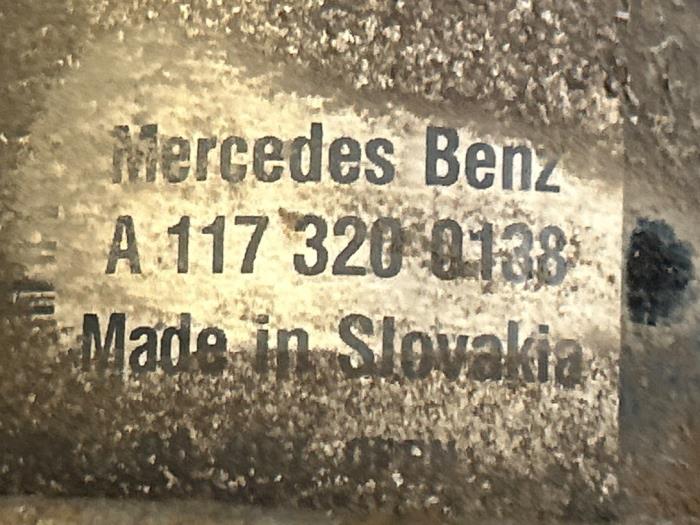 Mercedes Benz
A 117 320 0138
Made in Slovakia